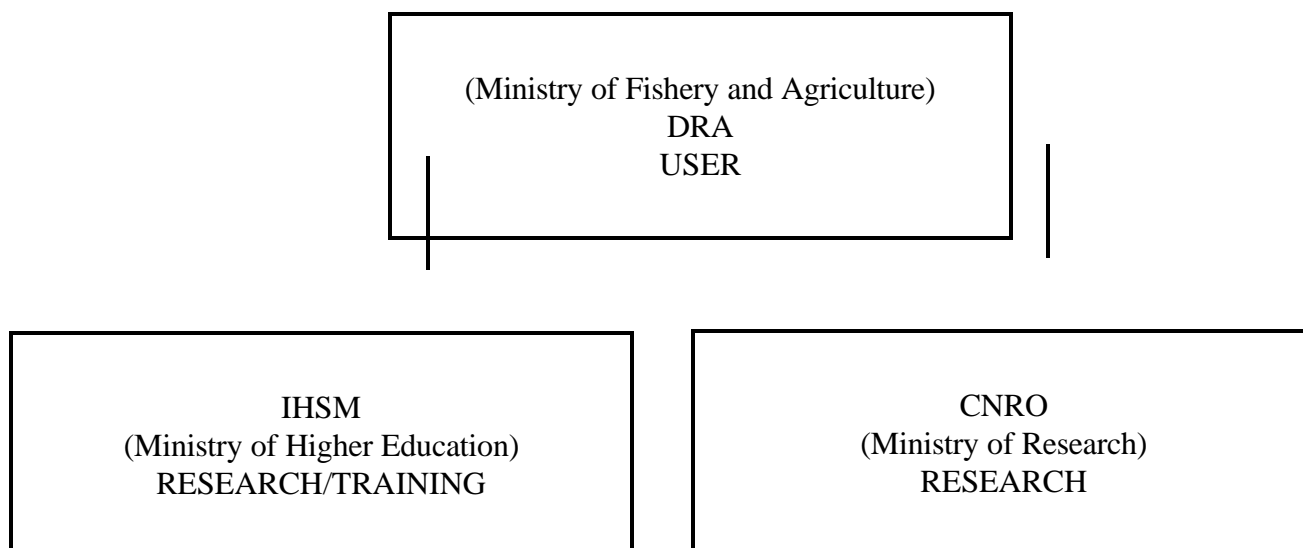 (Ministry of Fishery and Agriculture)
DRA
USER
IHSM
(Ministry of Higher Education)
RESEARCH/TRAINING
CNRO
(Ministry of Research)
RESEARCH